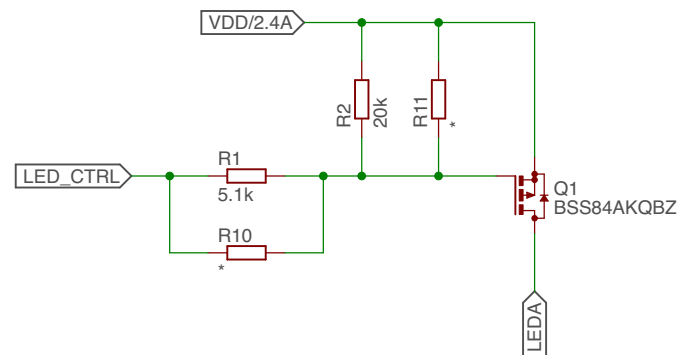 VDD/2.4A
R2
20k
R11
*
LED_CTRL
R1
5.1k
R10
*
Q1
BSS84AKQBZ
LEDA